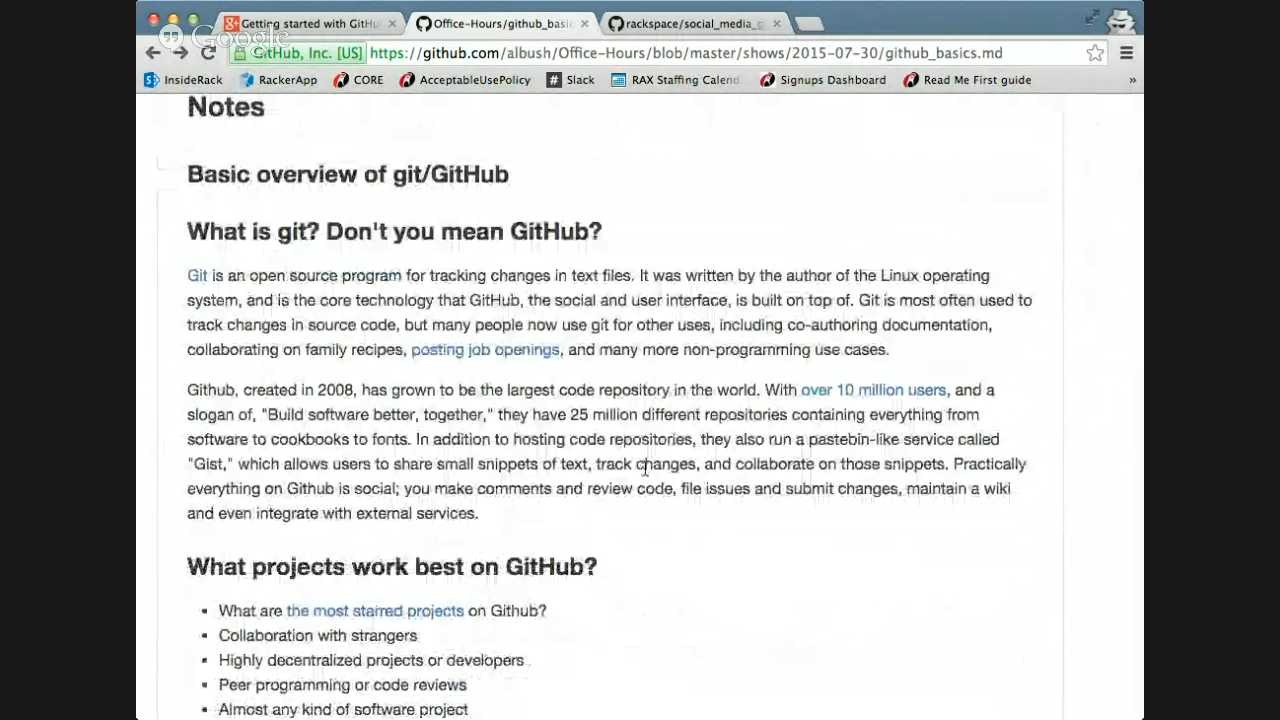 Getting started with GitHu
Office-Hours/github_basic
rackspace/social_media_g
Google
GitHub, Inc. [US] https://github.com/albush/Office-Hours/blob/master/shows/2015-07-30/github_basics.md
InsideRack RackerApp CORE AcceptableUsePolicy Slack RAX Staffing Calend Signups Dashboard Read Me First guide »
Notes
Basic overview of git/GitHub
What is git? Don't you mean GitHub?
Git is an open source program for tracking changes in text files. It was written by the author of the Linux operating
system, and is the core technology that GitHub, the social and user interface, is built on top of. Git is most often used to
track changes in source code, but many people now use git for other uses, including co-authoring documentation,
collaborating on family recipes, posting job openings, and many more non-programming use cases.
Github, created in 2008, has grown to be the largest code repository in the world. With over 10 million users, and a
slogan of, "Build software better, together," they have 25 million different repositories containing everything from
software to cookbooks to fonts. In addition to hosting code repositories, they also run a pastebin-like service called
"Gist," which allows users to share small snippets of text, track changes, and collaborate on those snippets. Practically
everything on Github is social; you make comments and review code, file issues and submit changes, maintain a wiki
and even integrate with external services.
What projects work best on GitHub?
What are the most starred projects on Github?
Collaboration with strangers
Highly decentralized projects or developers
Peer programming or code reviews
Almost any kind of software project